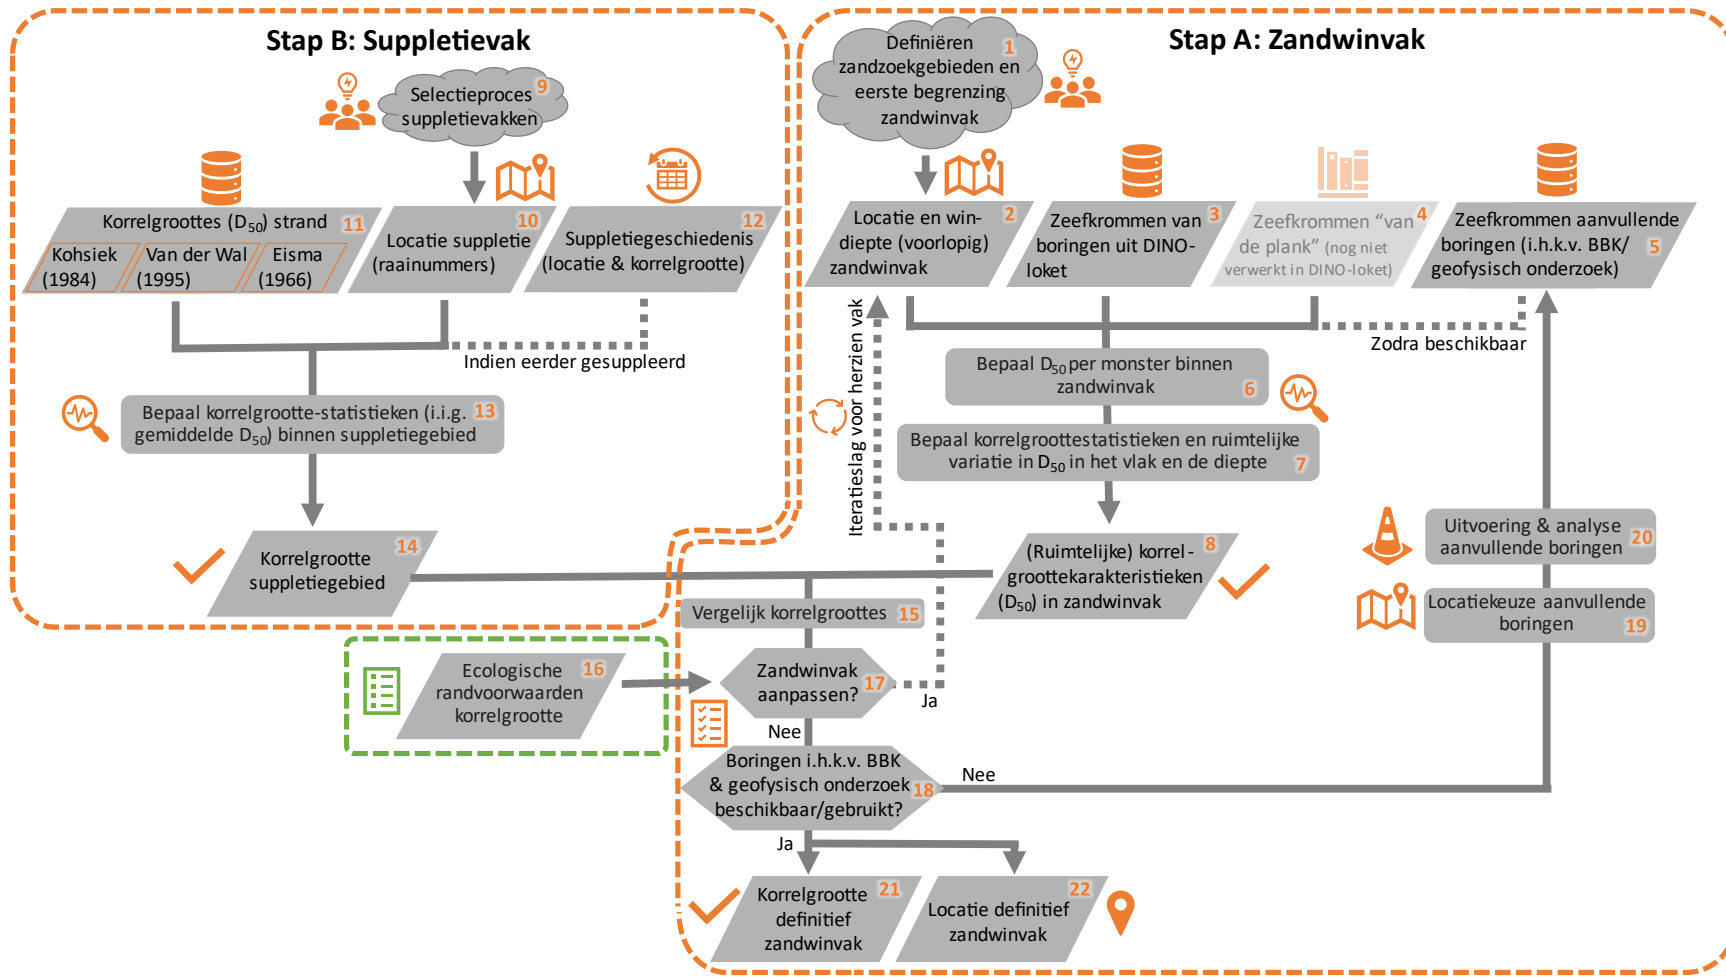 Stap B: Suppletievak
9
Selectieproces
suppletievakken
Korrelgroottes (D50) strand
11
Kohsiek
(1984)
Van der Wal
(1995)
Eisma
(1966)
10
Locatie suppletie
(raainummers)
12
Suppletiegeschiedenis
(locatie & korrelgrootte)
Indien eerder gesuppleerd
Bepaal korrelgrootte-statistieken (i.i.g.
13
gemiddelde D50) binnen suppletiegebied
14
Korrelgrootte
suppletiegebied
Stap A: Zandwinvak
Definiëren
1
zandzoekgebieden en
eerste begrenzing
zandwinvak
2
Locatie en win-
diepte (voorlopig)
zandwinvak
3
Zeefkrommen van
boringen uit DINO-
loket
4
Zeefkrommen “van
de plank” (nog niet
verwerkt in DINO-loket)
Zeefkrommen aanvullende
boringen (i.h.k.v. BBK/
5
geofysisch onderzoek)
Zodra beschikbaar
Iteratieslag voor herzien vak
Bepaal D50 per monster binnen
zandwinvak
6
Bepaal korrelgroottestatistieken en ruimtelijke
variatie in D50 in het vlak en de diepte
7
8
(Ruimtelijke) korrel-
groottekarakteristieken
(D50) in zandwinvak
Uitvoering & analyse
aanvullende boringen
20
Locatiekeuze aanvullende
boringen
19
Vergelijk korrelgroottes
15
Ecologische
16
randvoorwaarden
korrelgrootte
Zandwinvak
aanpassen?
17
Ja
Nee
Boringen i.h.k.v. BBK
& geofysisch onderzoek
18
beschikbaar/gebruikt?
Nee
Ja
21
Korrelgrootte
definitief
zandwinvak
22
Locatie definitief
zandwinvak